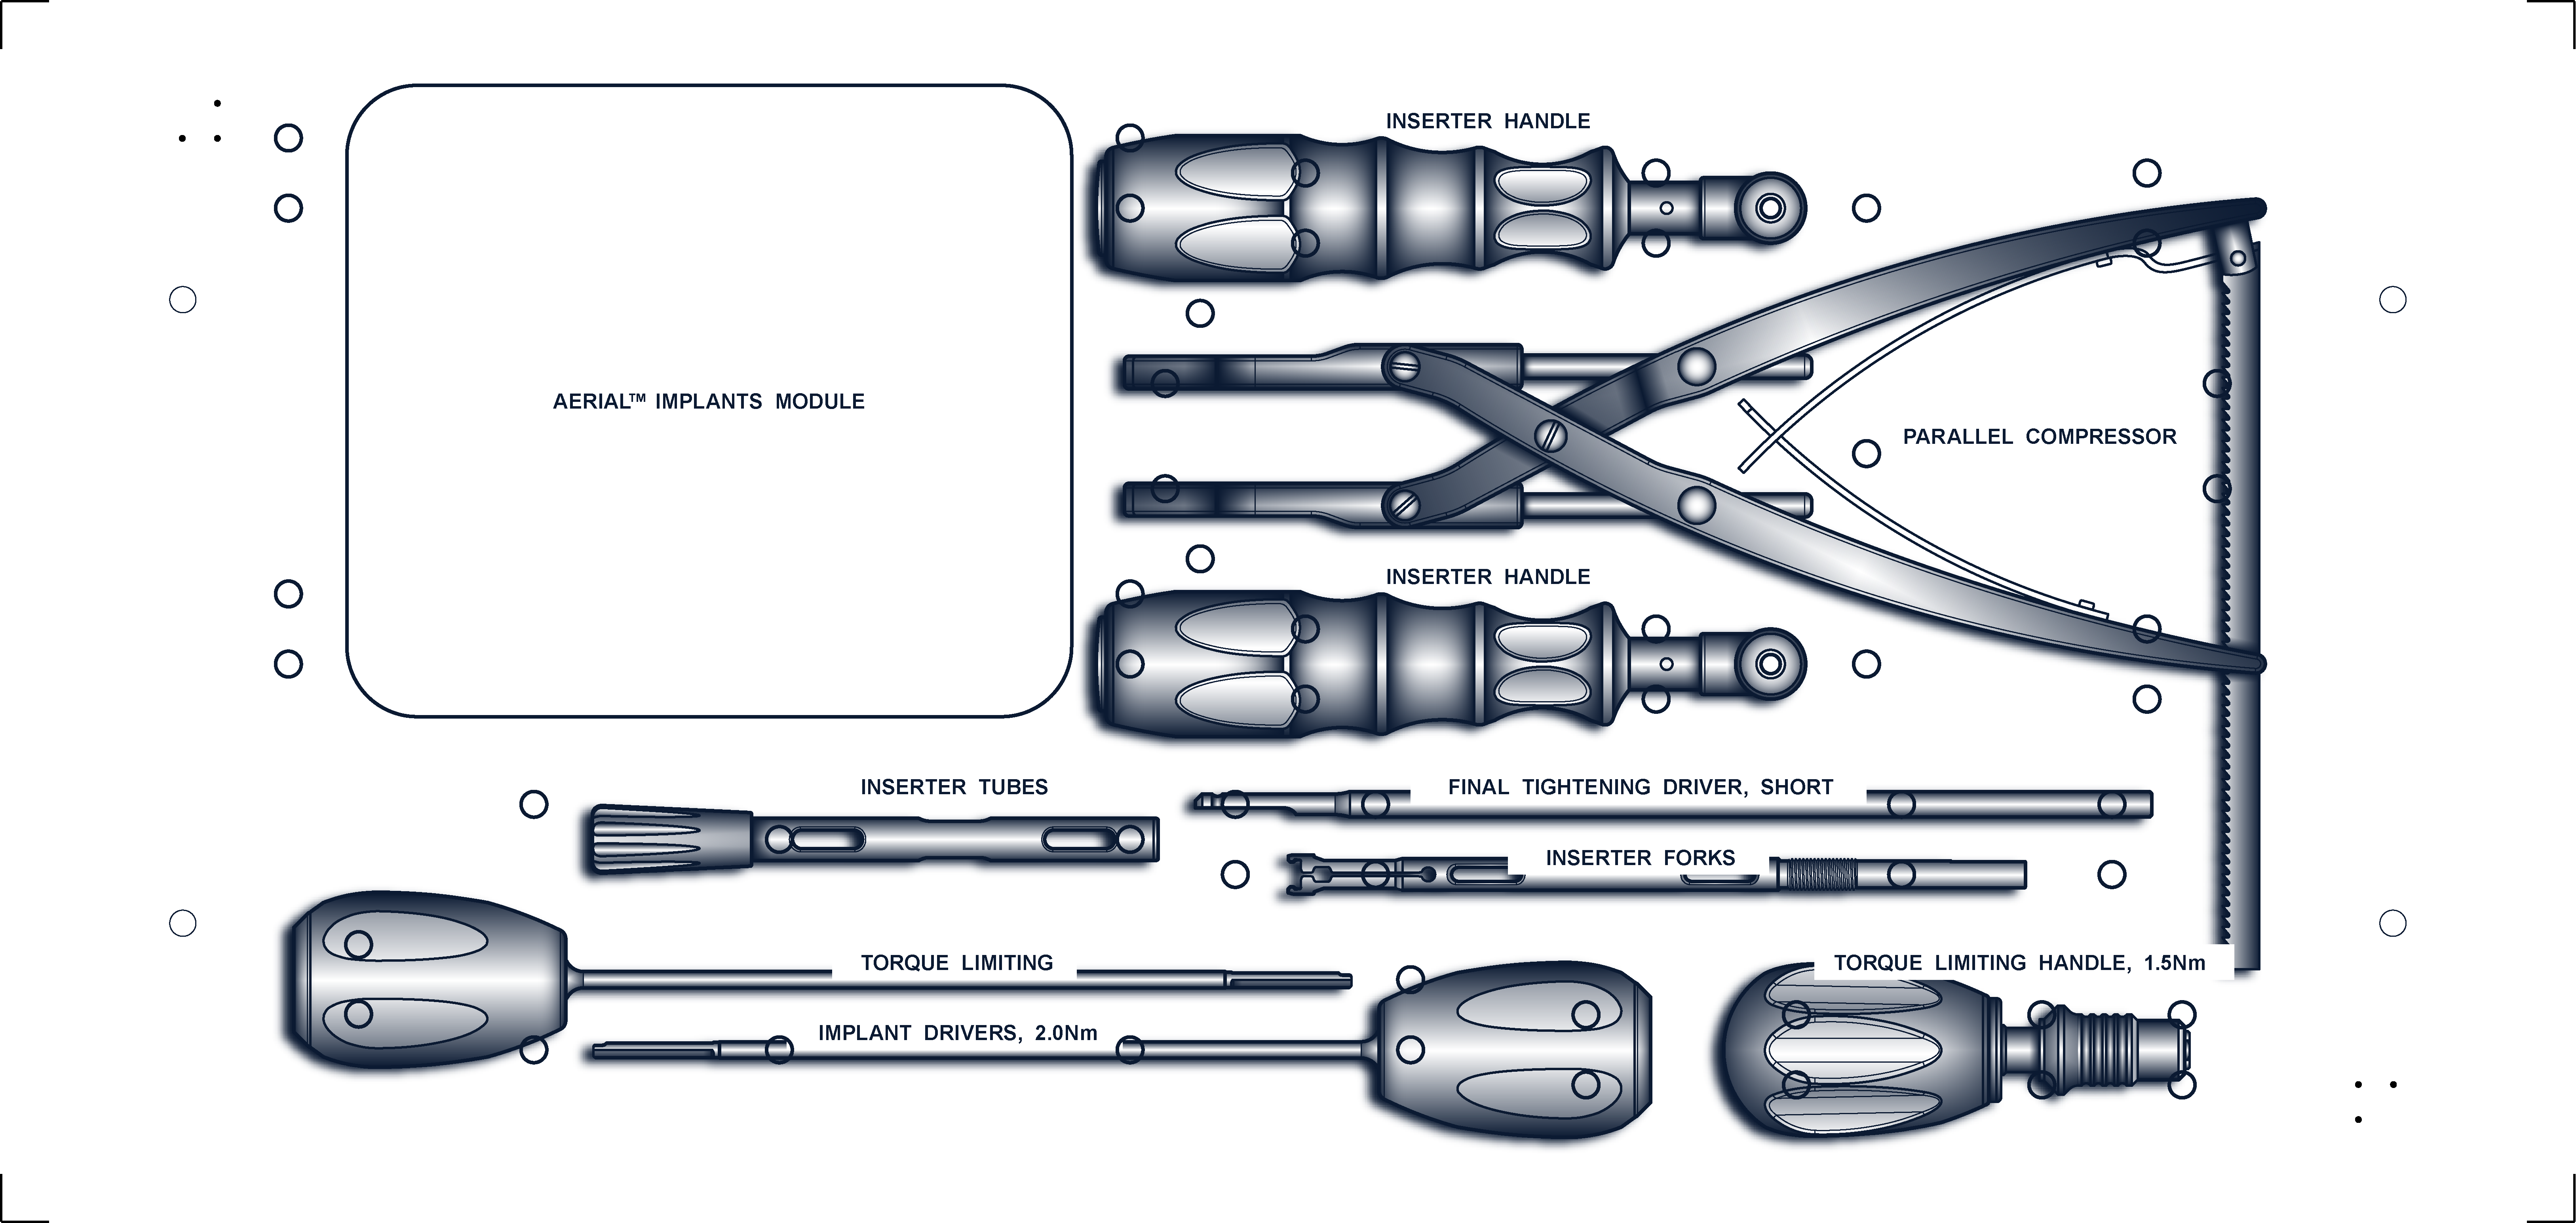 INSERTER HANDLE
AERIAL™ IMPLANTS MODULE
PARALLEL COMPRESSOR
INSERTER HANDLE
INSERTER TUBES
FINAL TIGHTENING DRIVER, SHORT
INSERTER FORKS
TORQUE LIMITING
IMPLANT DRIVERS, 2.0Nm
TORQUE LIMITING HANDLE, 1.5Nm